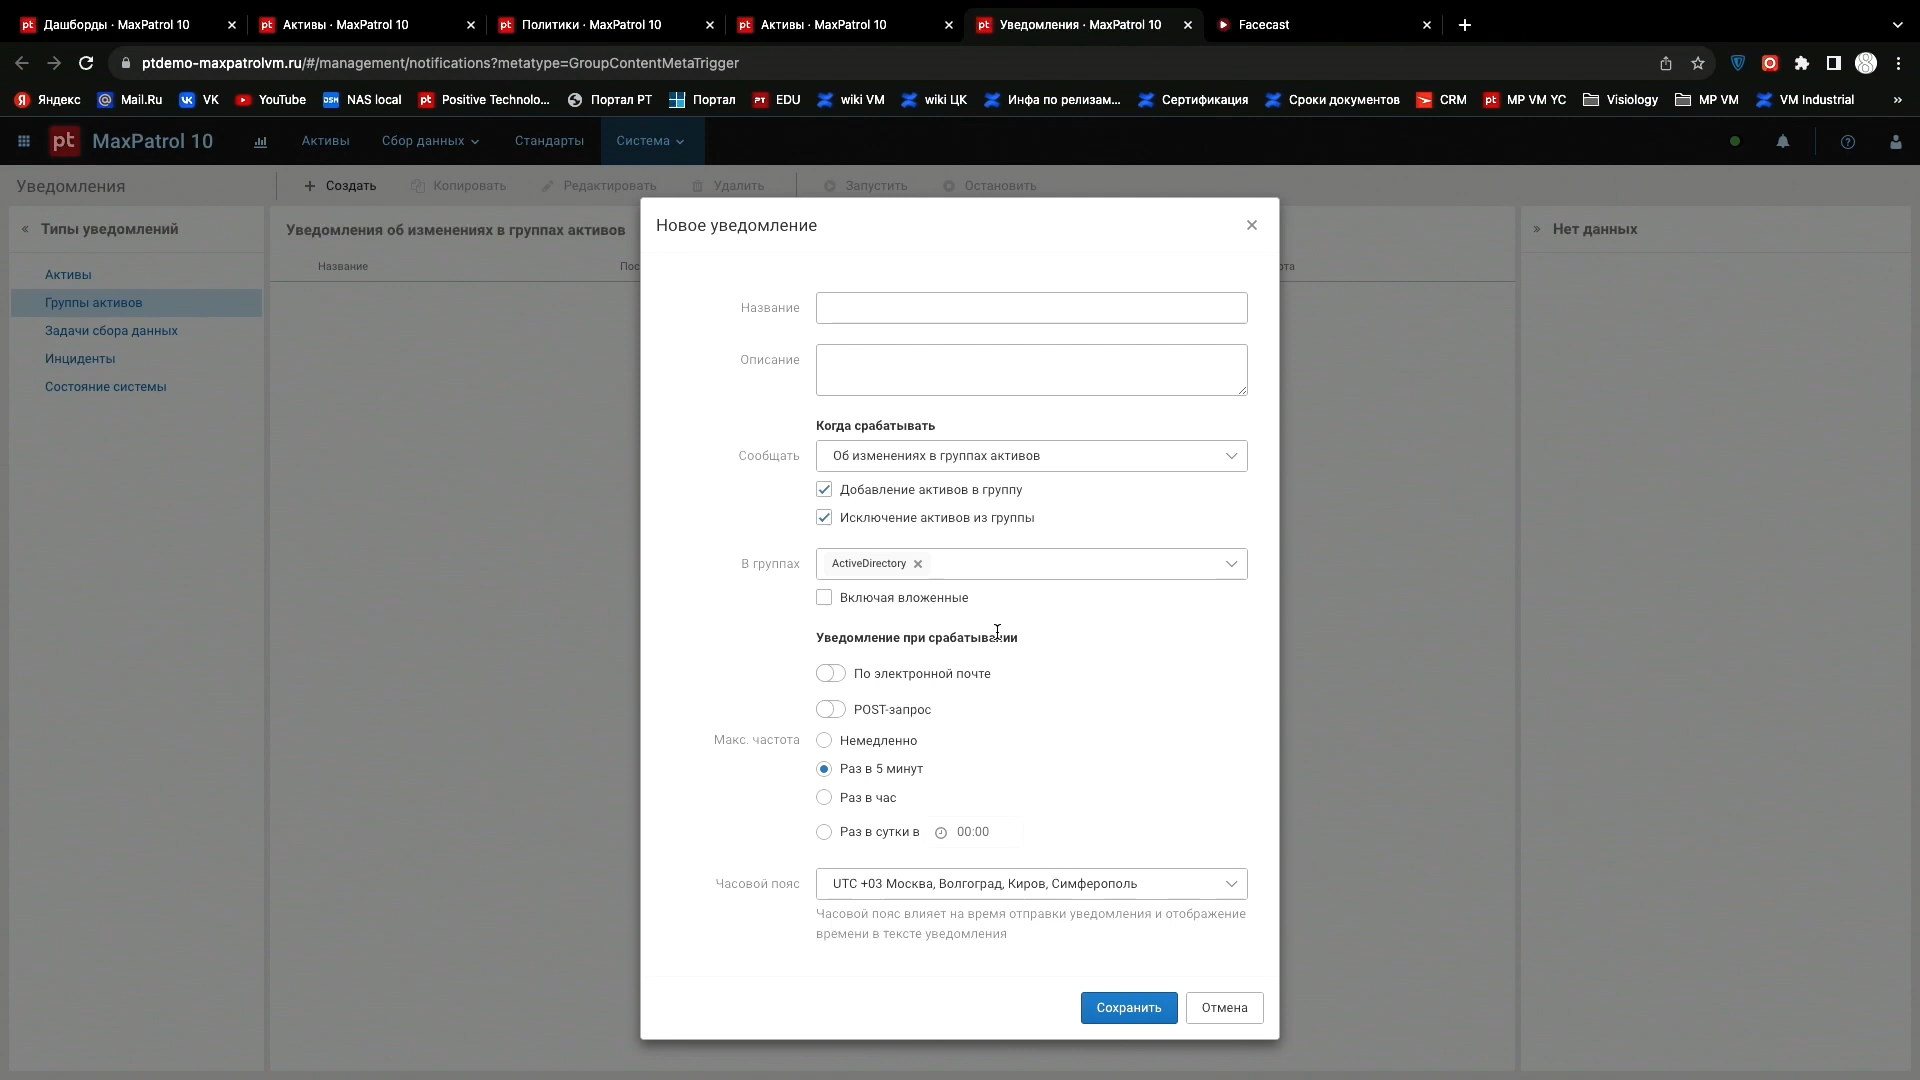 Дашборды · MaxPatrol 10
Активы · MaxPatrol 10
Политики · MaxPatrol 10
Активы · MaxPatrol 10
Уведомления · MaxPatrol 10
Facecast
ptdemo-maxpatrolvm.ru/#/management/notifications?metatype=GroupContentMetaTrigger
Яндекс
Mail.Ru
VK
YouTube
NAS local
Positive Technolo...
Портал PT
Портал
EDU
wiki VM
wiki ЦК
Инфа по релизам...
Сертификация
Сроки документов
CRM
MP VM YC
Visiology
MP VM
VM Industrial
pt MaxPatrol 10
Активы
Сбор данных
Стандарты
Система
Уведомления
Создать
Копировать
Редактировать
Удалить
Запустить
Остановить
Типы уведомлений
Активы
Группы активов
Задачи сбора данных
Инциденты
Состояние системы
Уведомления об изменениях в группах активов
Название
Пос
ота
Нет данных
Новое уведомление
Название
Описание
Когда срабатывать
Сообщать
Об изменениях в группах активов
Добавление активов в группу
Исключение активов из группы
В группах
ActiveDirectory
Включая вложенные
Уведомление при срабатывании
По электронной почте
POST-запрос
Макс. частота
Немедленно
Раз в 5 минут
Раз в час
Раз в сутки в
00:00
Часовой пояс
UTC +03 Москва, Волгоград, Киров, Симферополь
Часовой пояс влияет на время отправки уведомления и отображение
времени в тексте уведомления
Сохранить
Отмена